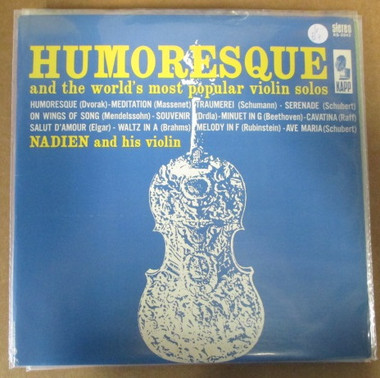 stereo
HUMORESQUE
and the world's most popular violin solos
KAPP
HUMORESQUE (Dvorak)-MEDITATION (Massenet) TRAUMEREI (Schumann) - SERENADE (Schubert)
ON WINGS OF SONG (Mendelssohn) - SOUVENIR (Drdla)-MINUET IN G (Beethoven)-CAVATINA (Raff)
SALUT D'AMOUR (Elgar) - WALTZ IN A (Brahms) MELODY IN F (Rubinstein) -AVE MARIA (Schubert)
NADIEN and his violin